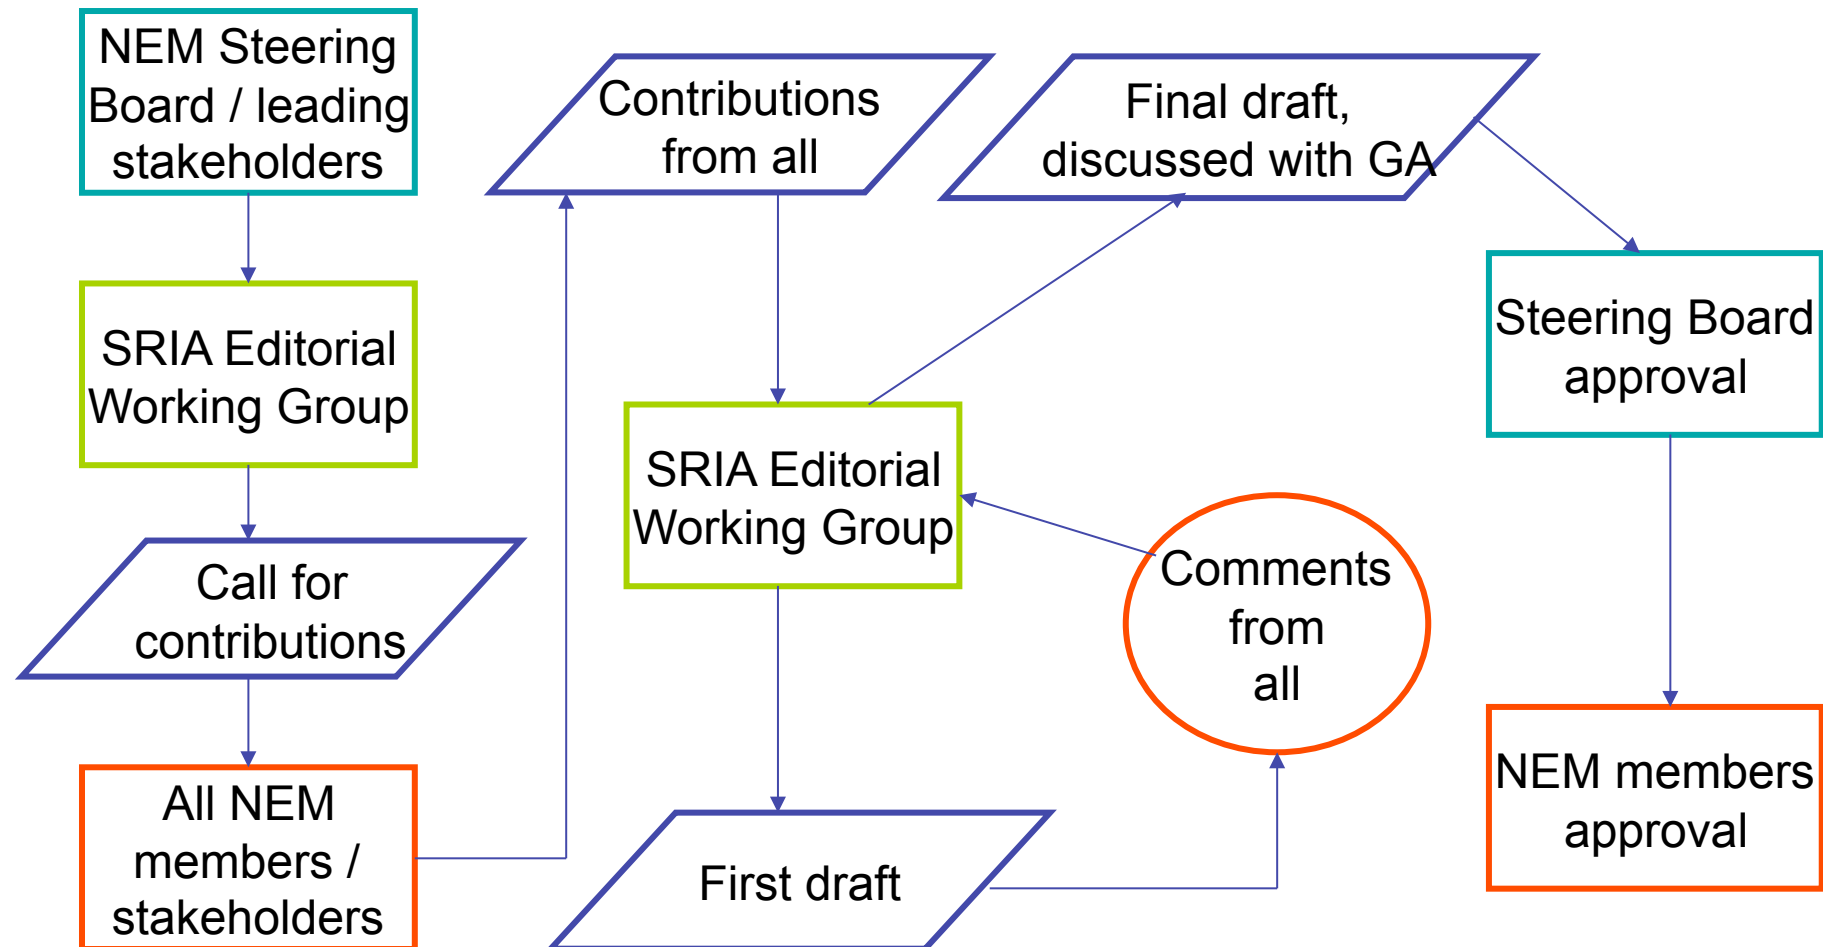 NEM Steering
Board / leading
stakeholders
SRIA Editorial
Working Group
Call for
contributions
All NEM
members /
stakeholders
Contributions
from all
SRIA Editorial
Working Group
First draft
Comments
from
all
Final draft,
discussed with GA
Steering Board
approval
NEM members
approval